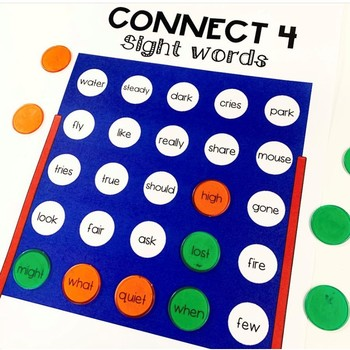 CONNECT 4
Sight words
water steady dark cries park
fly like really share mouse
tries true should high gone
look fair ask lost fire
might what quiet when few